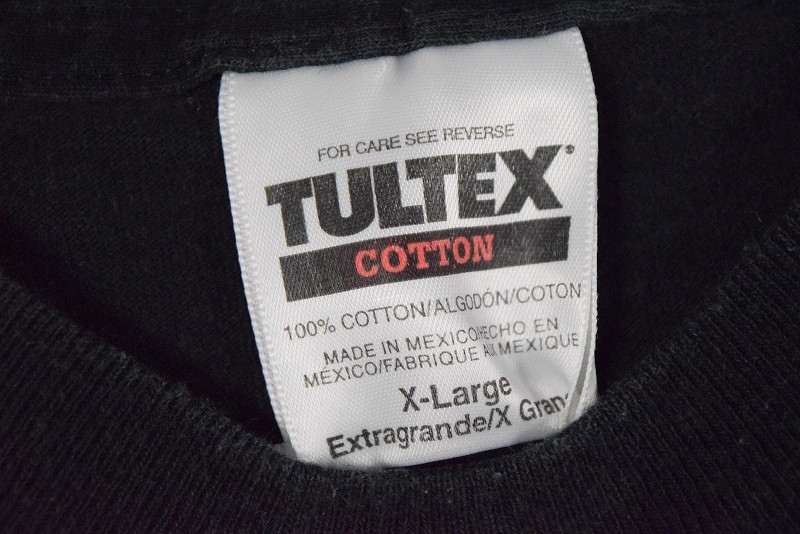 FOR CARE SEE REVERSE
TULTEX®
COTTON
100% COTTON/ALGODÓN/COTON
MADE IN MEXICO/HECHO EN
MÉXICO/FABRIQUE AU MEXIQUE
X-Large
Extragrande/X Gran